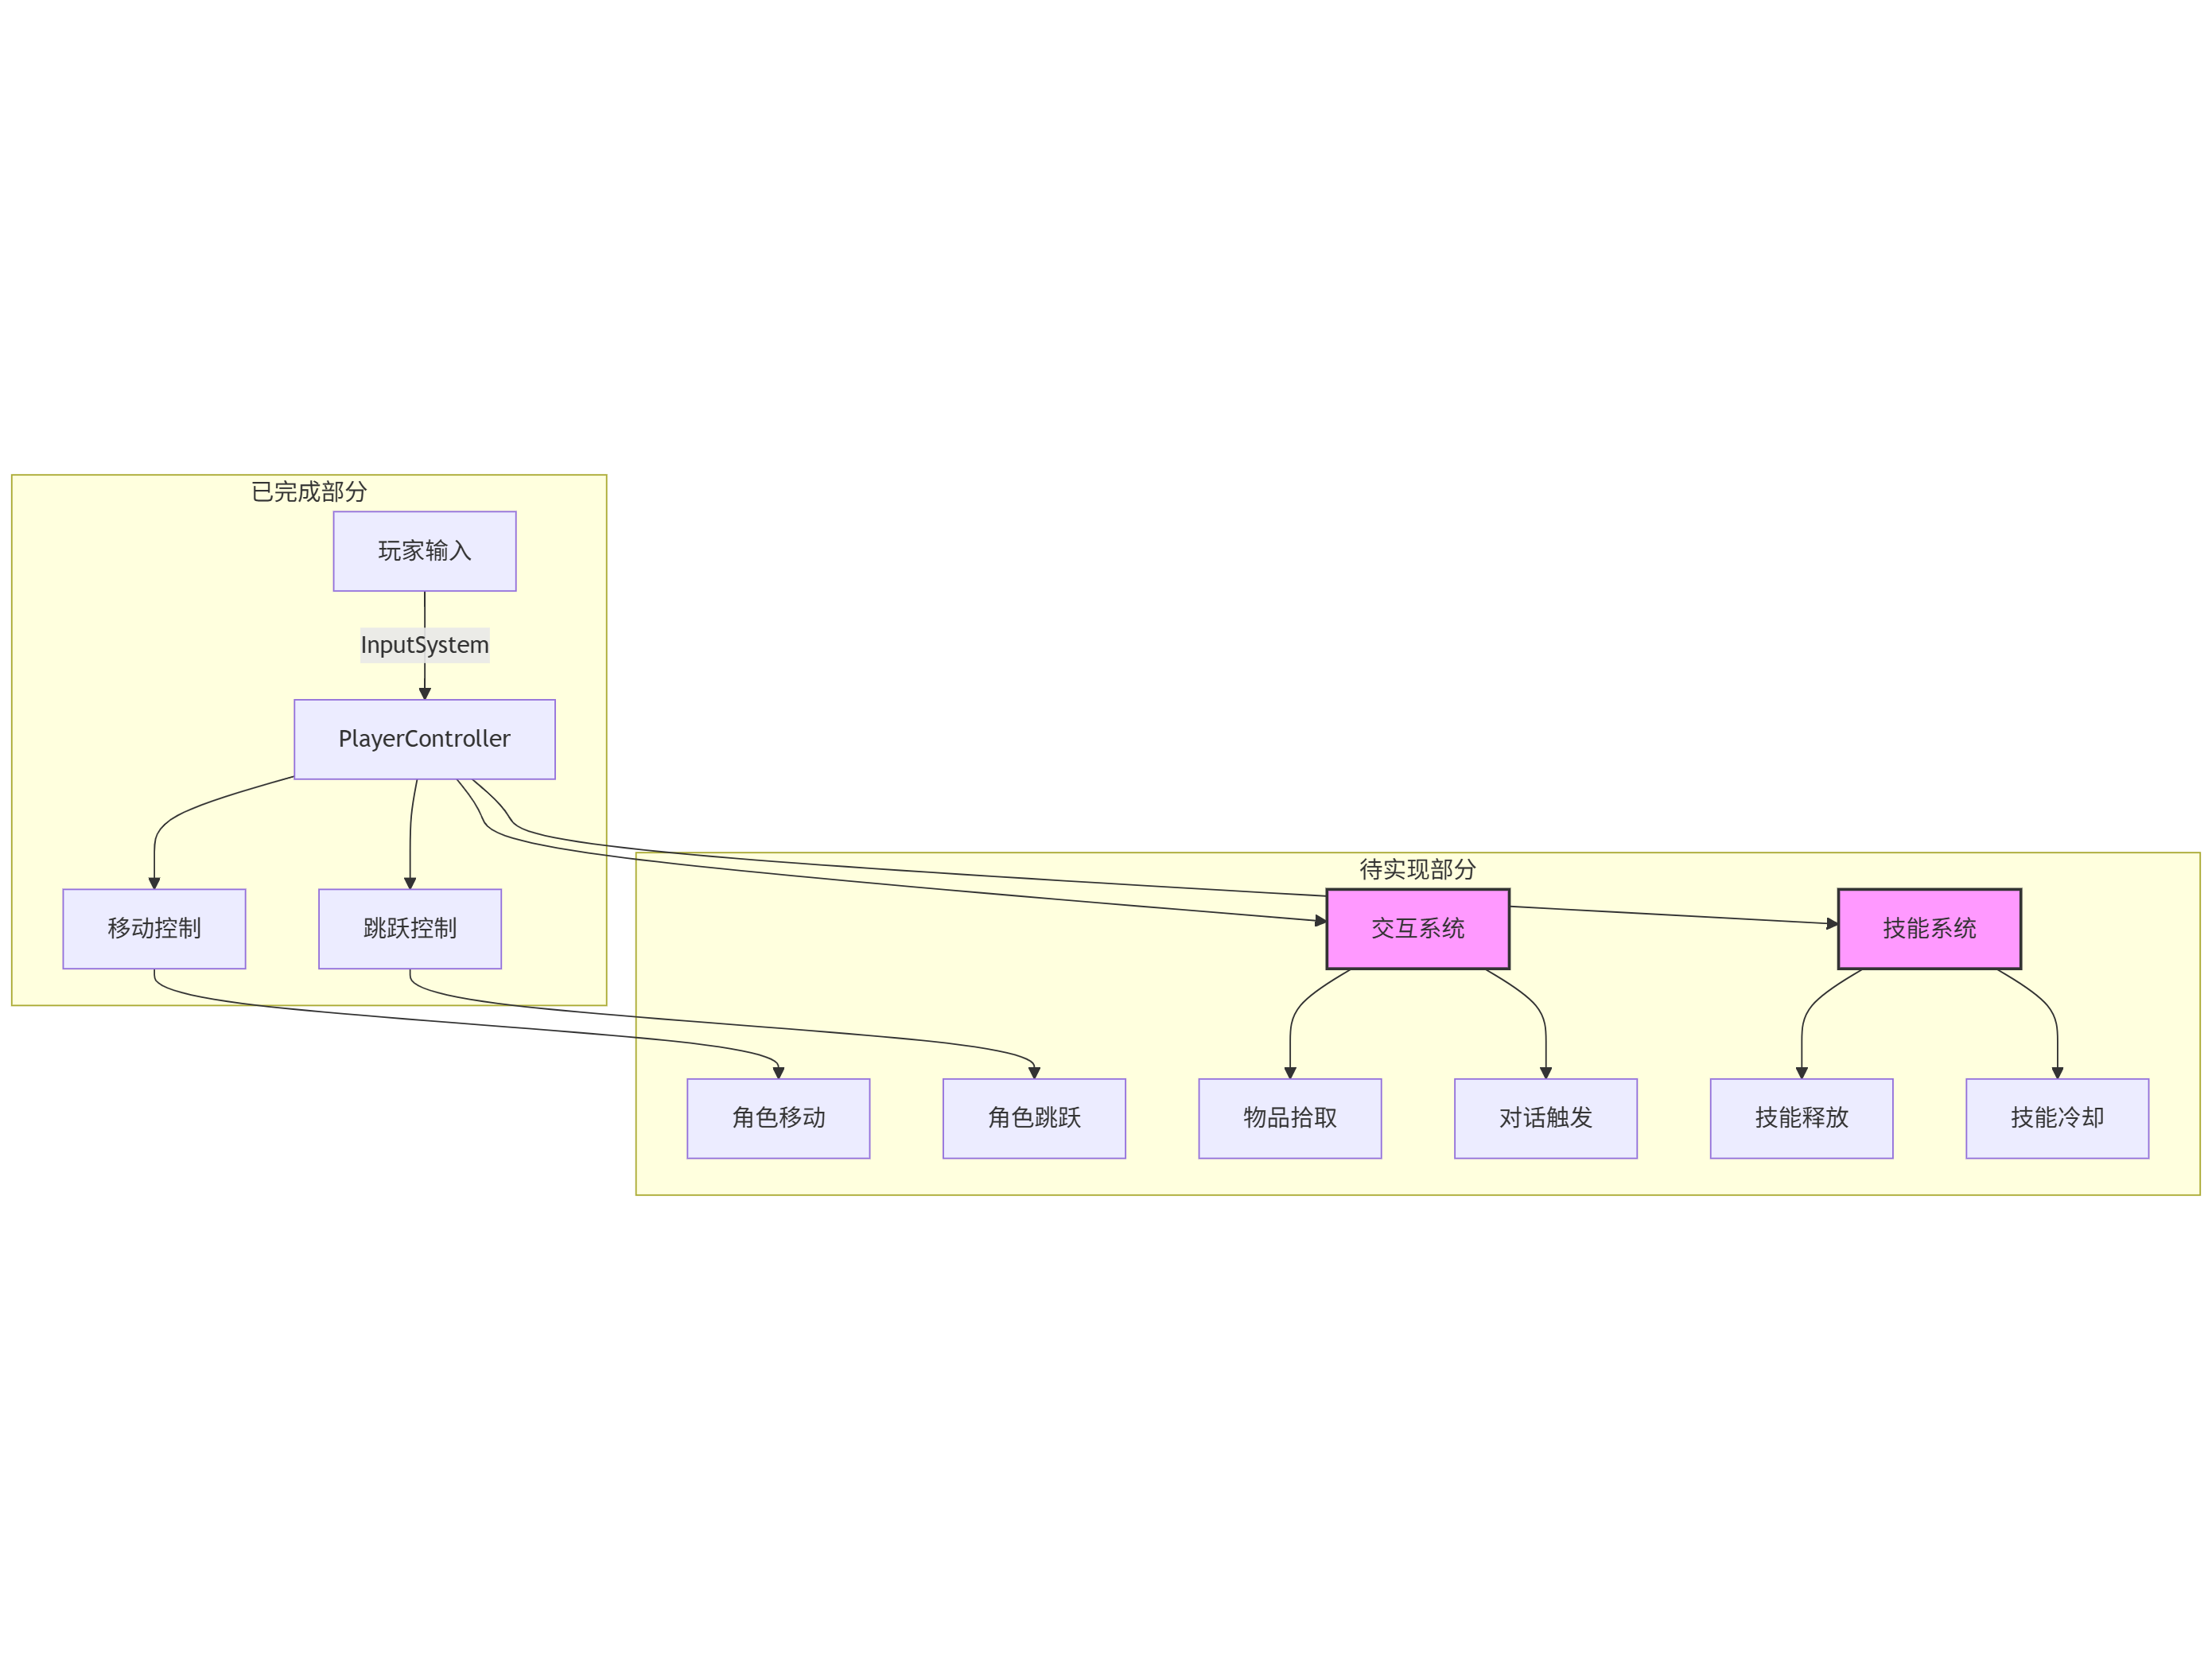 已完成部分
玩家输入
InputSystem
PlayerController
移动控制
跳跃控制
待实现部分
交互系统
技能系统
角色移动
角色跳跃
物品拾取
对话触发
技能释放
技能冷却